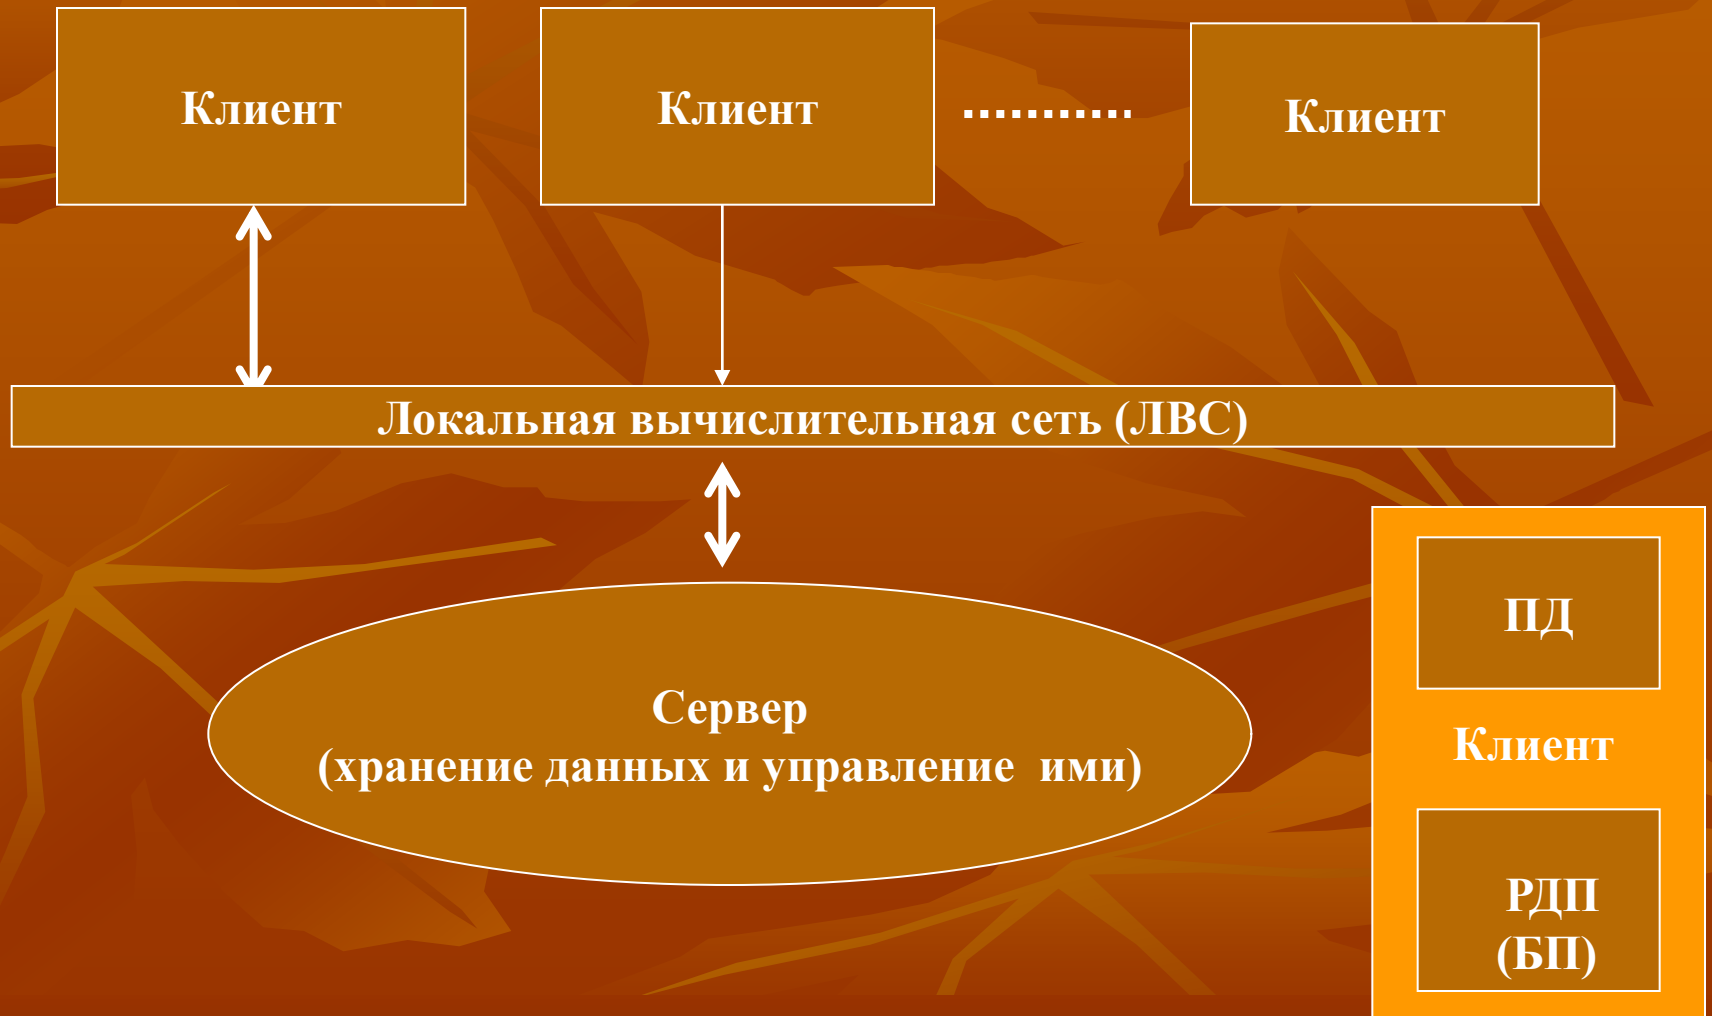 Клиент
Клиент
...........
Клиент
Локальная вычислительная сеть (ЛВС)
Сервер
(хранение данных и управление ими)
ПД
Клиент
РДП
(БП)